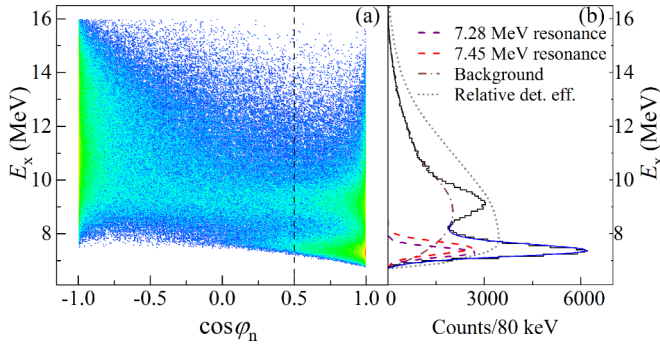 (a)
(b)
16
14
12
10
8
Eₓ (MeV)
-1.0
-0.5
0.0
0.5
1.0
cosφₙ
7.28 MeV resonance
7.45 MeV resonance
Background
Relative det. eff.
0
3000
6000
Counts/80 keV
16
14
12
10
8
Eₓ (MeV)